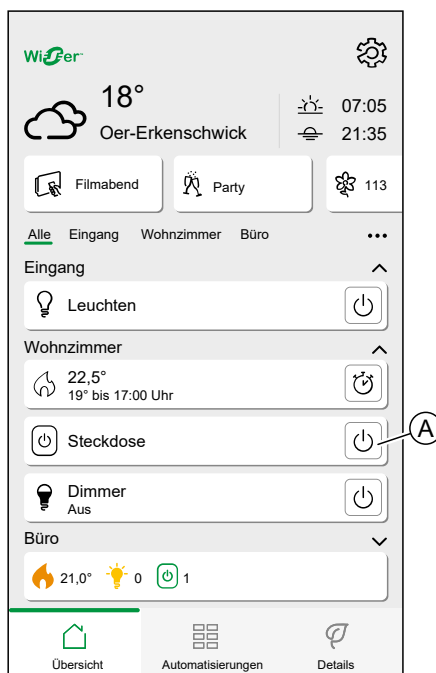 Wiser
18°
Oer-Erkenschwick
07:05
21:35
Filmabend
Party
113
Alle Eingang Wohnzimmer Büro •••
Eingang
Leuchten
Wohnzimmer
22,5°
19° bis 17:00 Uhr
Steckdose
A
Dimmer
Aus
Büro
21,0° 0 1
Übersicht Automatisierungen Details